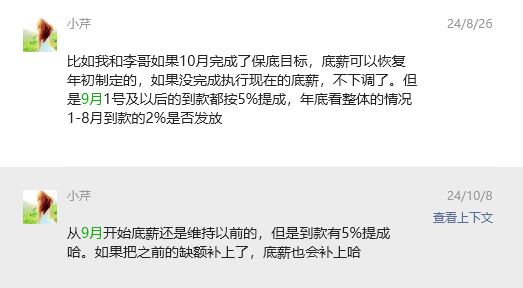 小芹 24/8/26
比如我和李哥如果10月完成了保底目标，底薪可以恢复
年初制定的，如果没完成执行现在的底薪，不下调了。但
是9月1号及以后的到款都按5%提成，年底看整体的情况
1-8月到款的2%是否发放
小芹 24/10/8
查看上下文
从9月开始底薪还是维持以前的，但是到款有5%提成
哈。如果把之前的缺额补上了，底薪也会补上哈